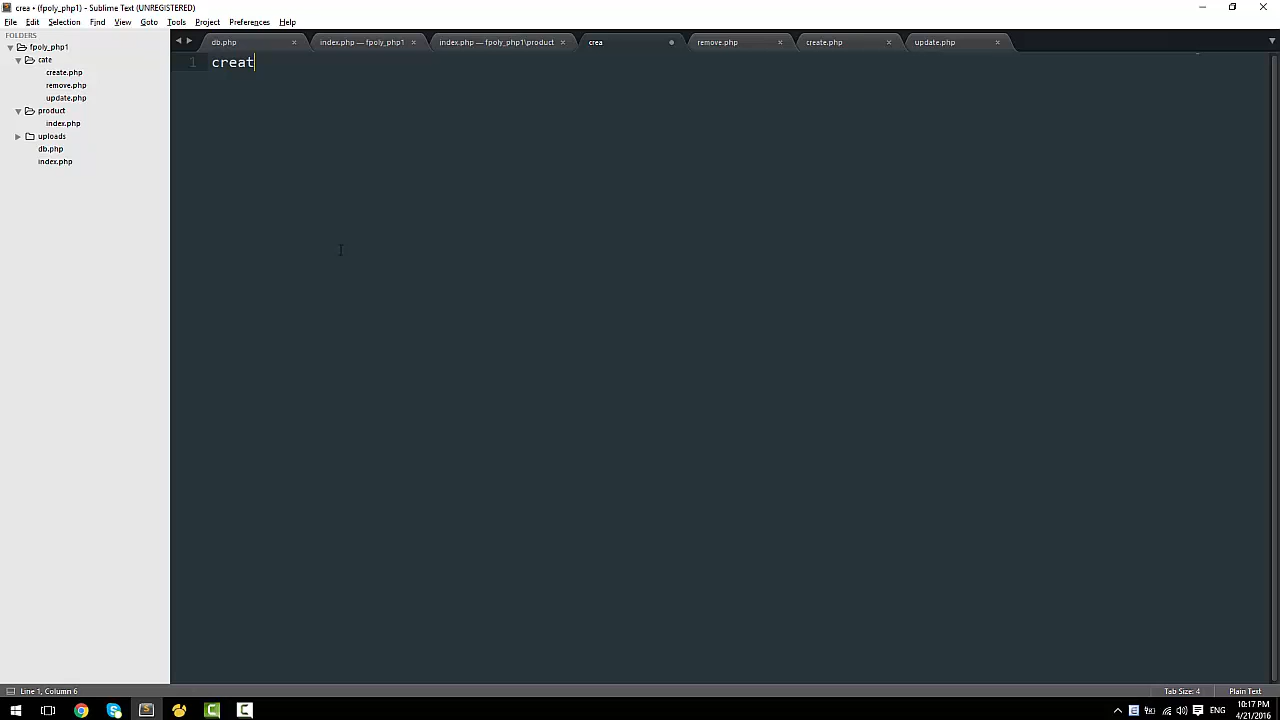 crea • (fpoly_php1) - Sublime Text (UNREGISTERED)
File Edit Selection Find View Goto Tools Project Preferences Help
FOLDERS
fpoly_php1
cate
create.php
remove.php
update.php
product
index.php
uploads
db.php
index.php
db.php index.php — fpoly_php1 index.php — fpoly_php1\product crea remove.php create.php update.php
1 creat
Line 1, Column 6 Tab Size: 4 Plain Text
ENG 10:17 PM
4/21/2016